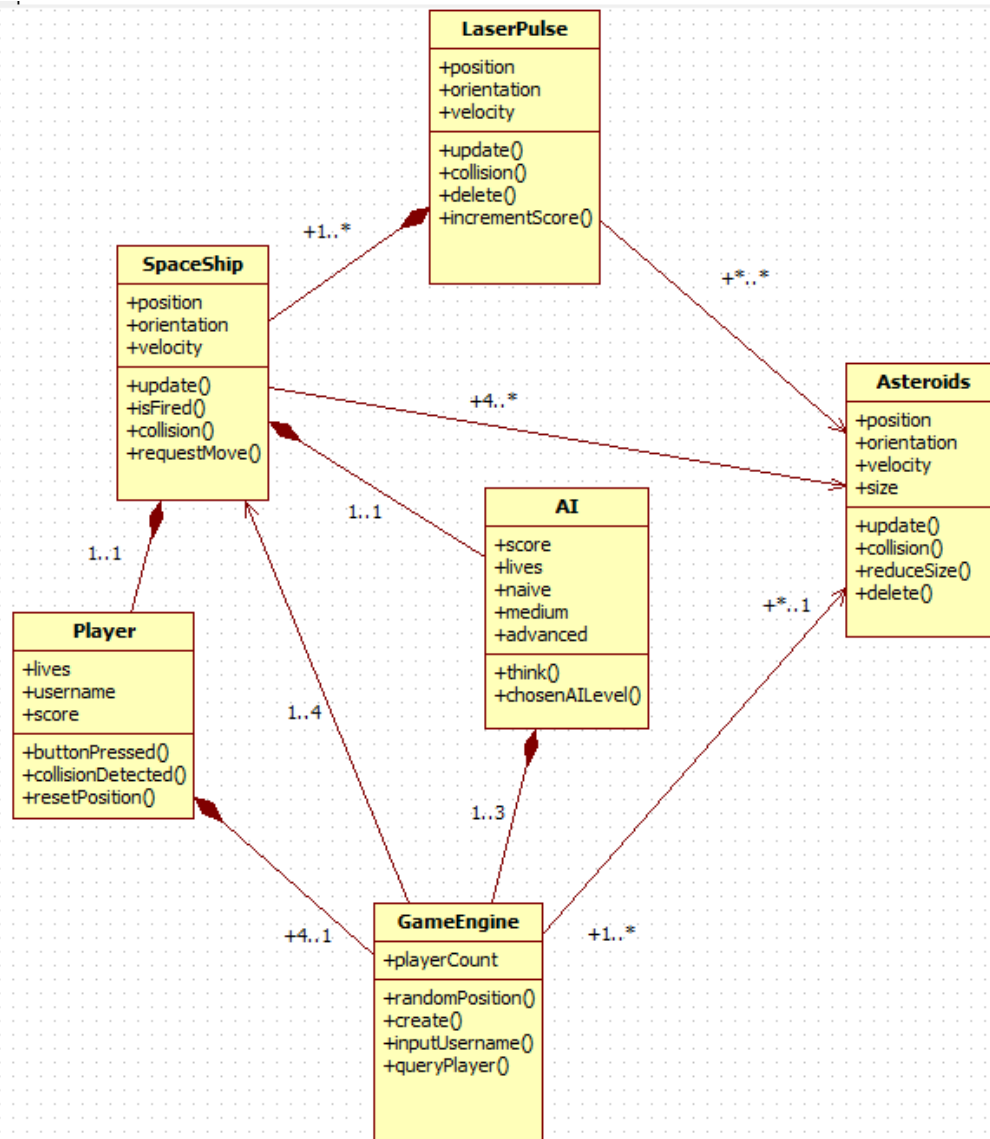 LaserPulse
+position
+orientation
+velocity
+update()
+collision()
+delete()
+incrementScore()
+1..*
+*..*
SpaceShip
+position
+orientation
+velocity
+update()
+isFired()
+collision()
+requestMove()
+4..*
Asteroids
+position
+orientation
+velocity
+size
+update()
+collision()
+reduceSize()
+delete()
1..1
AI
+score
+lives
+naive
+medium
+advanced
+think()
+chosenAILevel()
1..1
+*..1
Player
+lives
+username
+score
+buttonPressed()
+collisionDetected()
+resetPosition()
1..4
1..3
+4..1
+1..*
GameEngine
+playerCount
+randomPosition()
+create()
+inputUsername()
+queryPlayer()